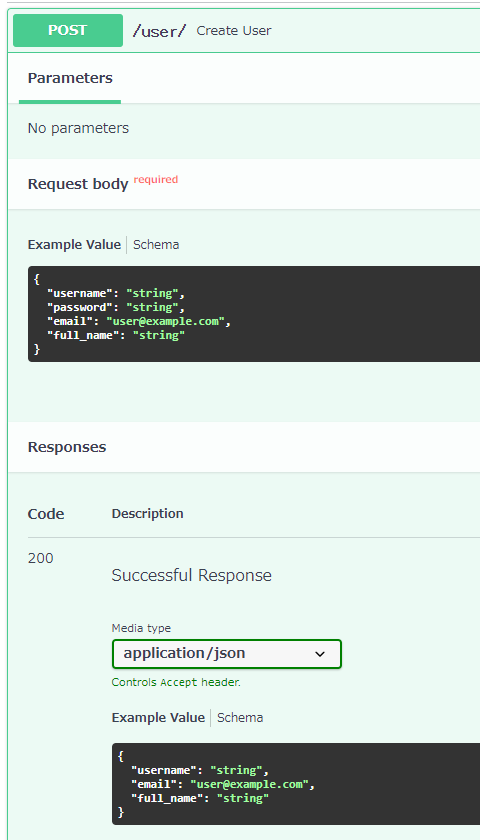 POST /user/ Create User
Parameters
No parameters
Request body required
Example Value Schema
{
"username": "string",
"password": "string",
"email": "user@example.com",
"full_name": "string"
}
Responses
Code Description
200
Successful Response
Media type
application/json
Controls Accept header.
Example Value Schema
{
"username": "string",
"email": "user@example.com",
"full_name": "string"
}